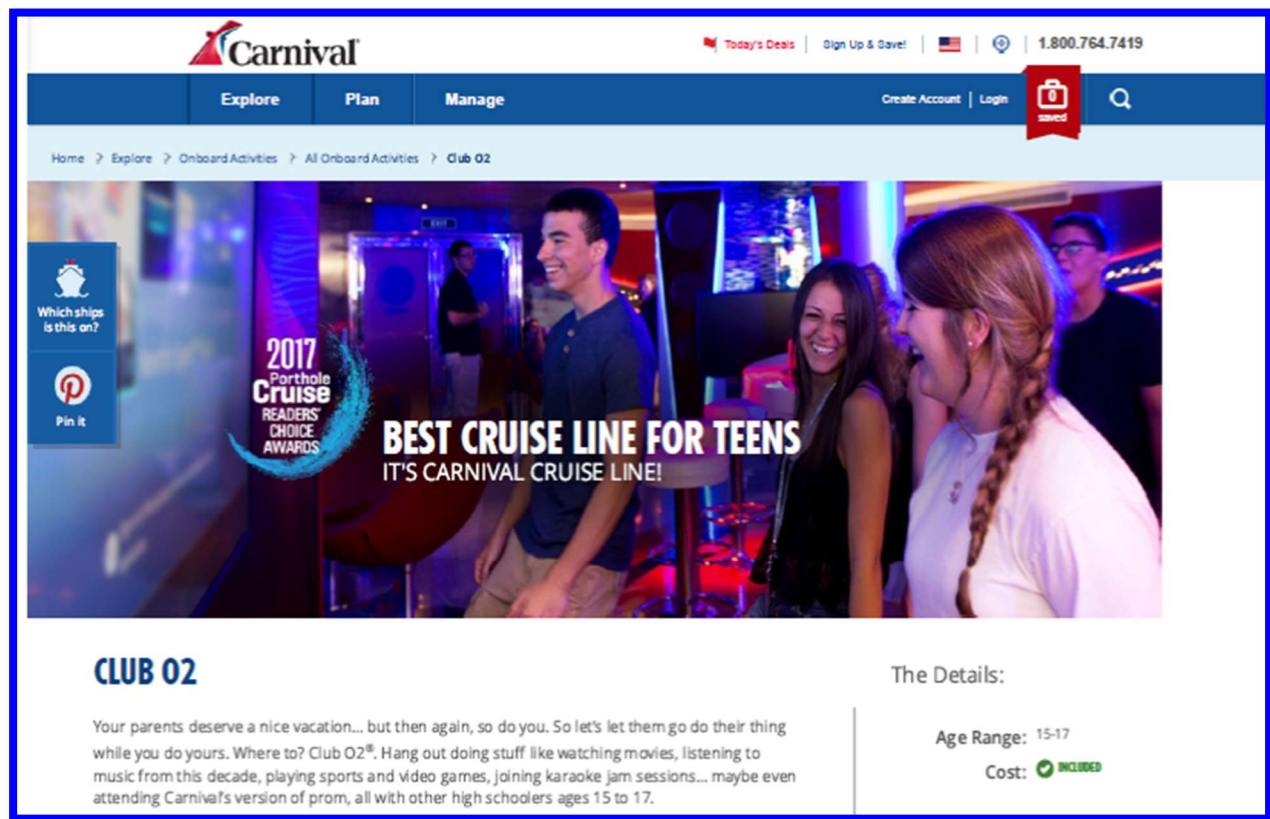 Carnival
Today's Deals
Sign Up & Save!
1.800.764.7419
Explore
Plan
Manage
Create Account
Login
0
saved
Home > Explore > Onboard Activities > All Onboard Activities > Club O2
EXIT
Which ships
is this on?
Pin it
2017
Porthole
Cruise
READERS'
CHOICE
AWARDS
BEST CRUISE LINE FOR TEENS
IT'S CARNIVAL CRUISE LINE!
CLUB O2
Your parents deserve a nice vacation... but then again, so do you. So let's let them go do their thing
while you do yours. Where to? Club O2®. Hang out doing stuff like watching movies, listening to
music from this decade, playing sports and video games, joining karaoke jam sessions... maybe even
attending Carnival's version of prom, all with other high schoolers ages 15 to 17.
The Details:
Age Range: 15-17
Cost: INCLUDED